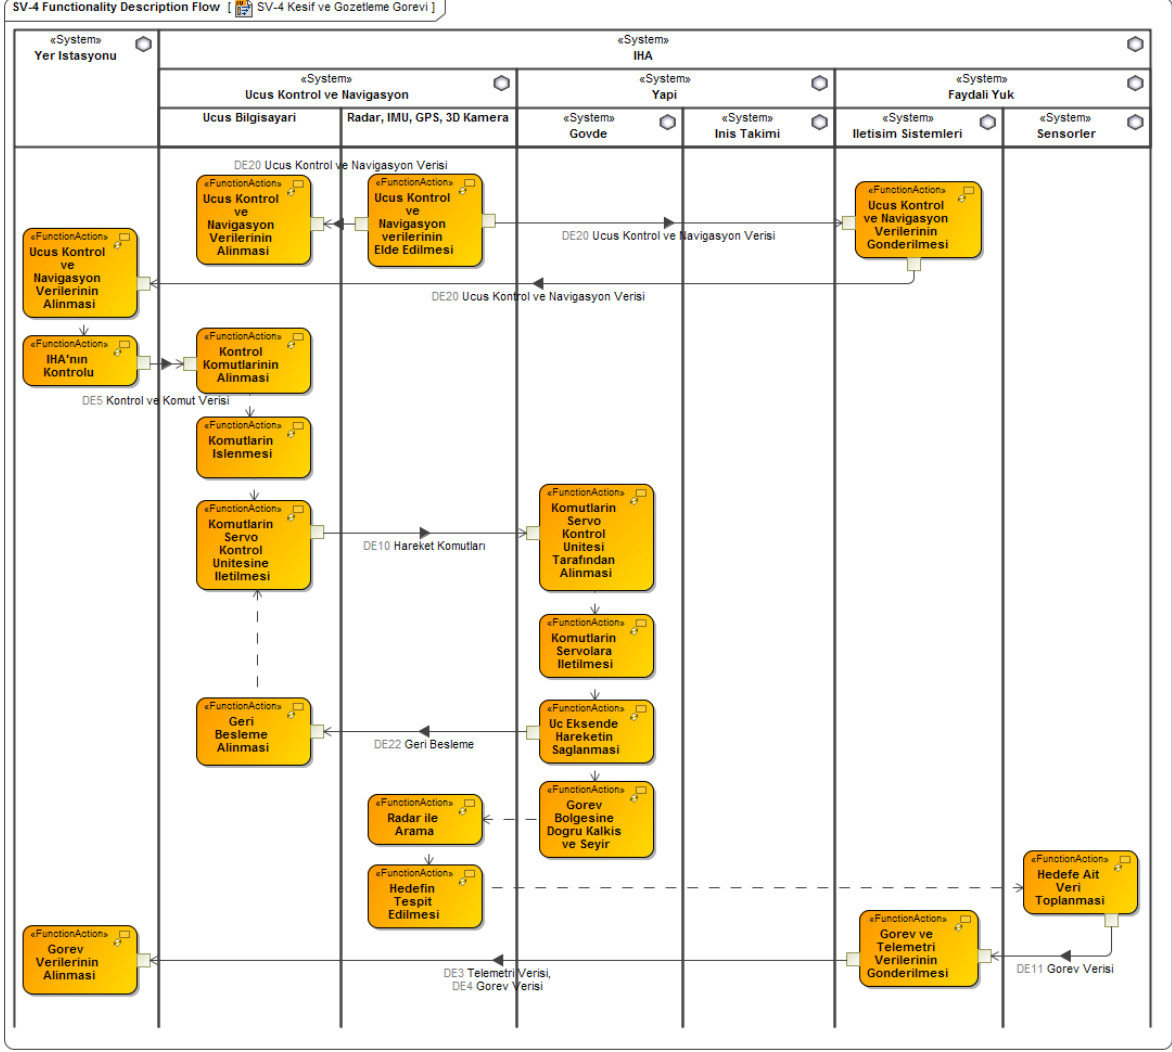 SV-4 Functionality Description Flow [ SV-4 Kesif ve Gozetleme Gorevi ]
«System»
Yer Istasyonu
«System»
IHA
«System»
Ucus Kontrol ve Navigasyon
«System»
Yapi
«System»
Faydali Yuk
Ucus Bilgisayari
Radar, IMU, GPS, 3D Kamera
«System»
Govde
«System»
Inis Takimi
«System»
Iletisim Sistemleri
«System»
Sensorler
DE20 Ucus Kontrol ve Navigasyon Verisi
«FunctionAction»
Ucus Kontrol
ve
Navigasyon
Verilerinin
Alinmasi
«FunctionAction»
Ucus Kontrol
ve
Navigasyon
verilerinin
Elde Edilmesi
«FunctionAction»
Ucus Kontrol
ve Navigasyon
Verilerinin
Gonderilmesi
DE20 Ucus Kontrol ve Navigasyon Verisi
«FunctionAction»
Ucus Kontrol
ve
Navigasyon
Verilerinin
Alinmasi
DE20 Ucus Kontrol ve Navigasyon Verisi
«FunctionAction»
IHA'nın
Kontrolu
«FunctionAction»
Kontrol
Komutlarinin
Alinmasi
DE5 Kontrol ve Komut Verisi
«FunctionAction»
Komutlarin
Islenmesi
«FunctionAction»
Komutlarin
Servo
Kontrol
Unitesine
Iletilmesi
DE10 Hareket Komutları
«FunctionAction»
Komutlarin
Servo
Kontrol
Unitesi
Tarafından
Alinmasi
«FunctionAction»
Komutlarin
Servolara
Iletilmesi
«FunctionAction»
Geri
Besleme
Alinmasi
DE22 Geri Besleme
«FunctionAction»
Uc Eksende
Hareketin
Saglanmasi
«FunctionAction»
Radar ile
Arama
«FunctionAction»
Gorev
Bolgesine
Dogru Kalkis
ve Seyir
«FunctionAction»
Hedefin
Tespit
Edilmesi
«FunctionAction»
Hedefe Ait
Veri
Toplanmasi
«FunctionAction»
Gorev
Verilerinin
Alinmasi
DE3 Telemetri Verisi,
DE4 Gorev Verisi
«FunctionAction»
Gorev ve
Telemetri
Verilerinin
Gonderilmesi
DE11 Gorev Verisi